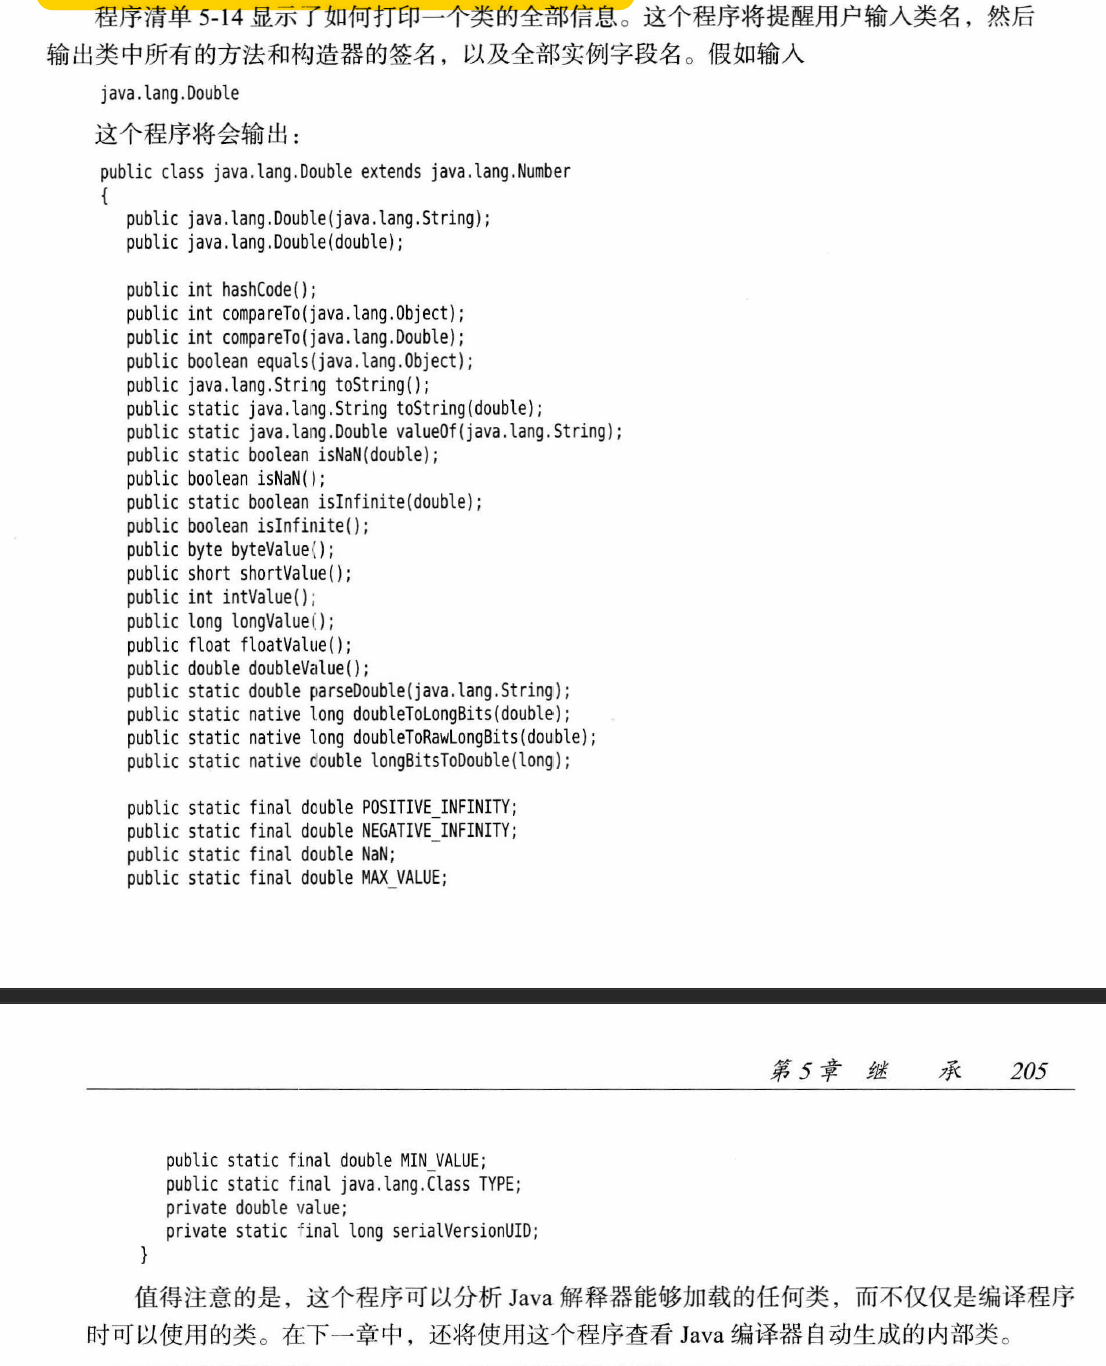 程序清单 5-14 显示了如何打印一个类的全部信息。这个程序将提醒用户输入类名，然后
输出类中所有的方法和构造器的签名，以及全部实例字段名。假如输入
java.lang.Double
这个程序将会输出：
public class java.lang.Double extends java.lang.Number
{
public java.lang.Double(java.lang.String);
public java.lang.Double(double);
public int hashCode();
public int compareTo(java.lang.Object);
public int compareTo(java.lang.Double);
public boolean equals(java.lang.Object);
public java.lang.String toString();
public static java.lang.String toString(double);
public static java.lang.Double valueOf(java.lang.String);
public static boolean isNaN(double);
public boolean isNaN();
public static boolean isInfinite(double);
public boolean isInfinite();
public byte byteValue();
public short shortValue();
public int intValue();
public long longValue();
public float floatValue();
public double doubleValue();
public static double parseDouble(java.lang.String);
public static native long doubleToLongBits(double);
public static native long doubleToRawLongBits(double);
public static native double longBitsToDouble(long);
public static final double POSITIVE_INFINITY;
public static final double NEGATIVE_INFINITY;
public static final double NaN;
public static final double MAX_VALUE;
第 5 章 继 承 205
public static final double MIN_VALUE;
public static final java.lang.Class TYPE;
private double value;
private static final long serialVersionUID;
}
值得注意的是，这个程序可以分析 Java 解释器能够加载的任何类，而不仅仅是编译程序
时可以使用的类。在下一章中，还将使用这个程序查看 Java 编译器自动生成的内部类。